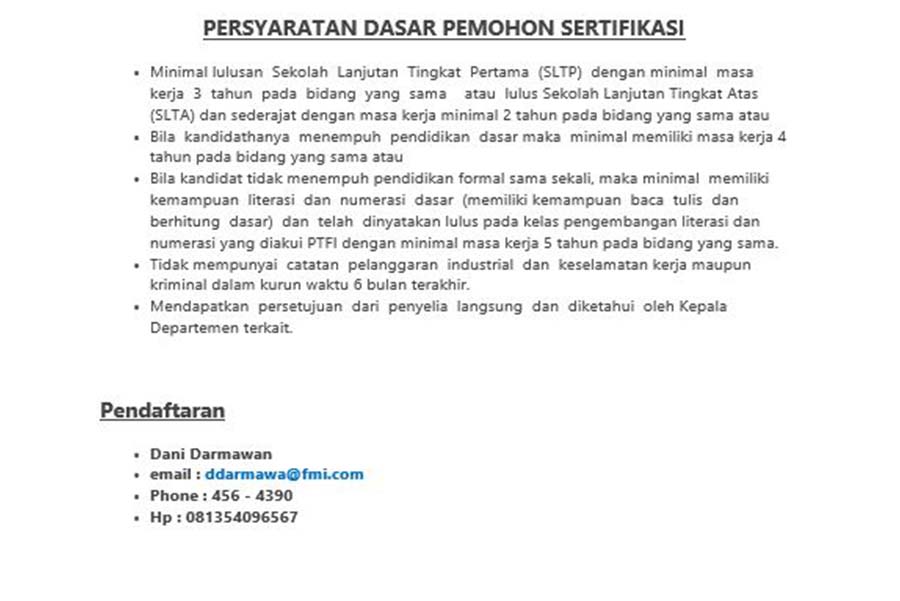 PERSYARATAN DASAR PEMOHON SERTIFIKASI
• Minimal lulusan Sekolah Lanjutan Tingkat Pertama (SLTP) dengan minimal masa
kerja 3 tahun pada bidang yang sama atau lulus Sekolah Lanjutan Tingkat Atas
(SLTA) dan sederajat dengan masa kerja minimal 2 tahun pada bidang yang sama atau
• Bila kandidathanya menempuh pendidikan dasar maka minimal memiliki masa kerja 4
tahun pada bidang yang sama atau
• Bila kandidat tidak menempuh pendidikan formal sama sekali, maka minimal memiliki
kemampuan literasi dan numerasi dasar (memiliki kemampuan baca tulis dan
berhitung dasar) dan telah dinyatakan lulus pada kelas pengembangan literasi dan
numerasi yang diakui PTFI dengan minimal masa kerja 5 tahun pada bidang yang sama.
• Tidak mempunyai catatan pelanggaran industrial dan keselamatan kerja maupun
kriminal dalam kurun waktu 6 bulan terakhir.
• Mendapatkan persetujuan dari penyelia langsung dan diketahui oleh Kepala
Departemen terkait.
Pendaftaran
• Dani Darmawan
• email : ddarmawa@fmi.com
• Phone : 456 - 4390
• Hp : 081354096567